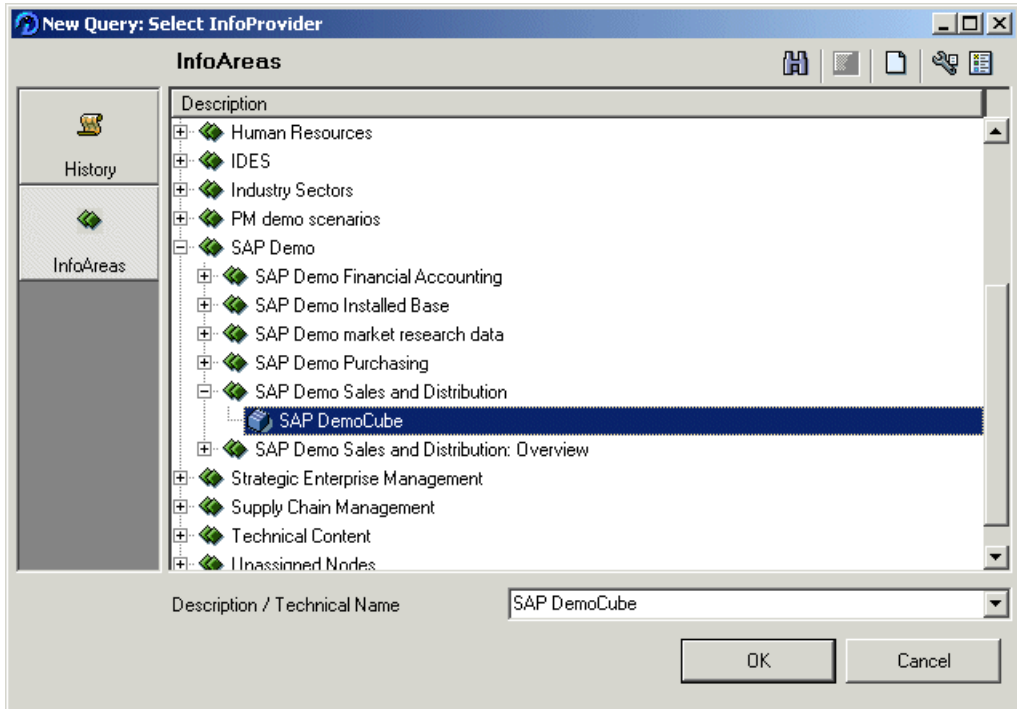 New Query: Select InfoProvider
InfoAreas
Description
History
InfoAreas
Human Resources
IDES
Industry Sectors
PM demo scenarios
SAP Demo
SAP Demo Financial Accounting
SAP Demo Installed Base
SAP Demo market research data
SAP Demo Purchasing
SAP Demo Sales and Distribution
SAP DemoCube
SAP Demo Sales and Distribution: Overview
Strategic Enterprise Management
Supply Chain Management
Technical Content
Unassigned Nodes
Description / Technical Name SAP DemoCube
OK Cancel